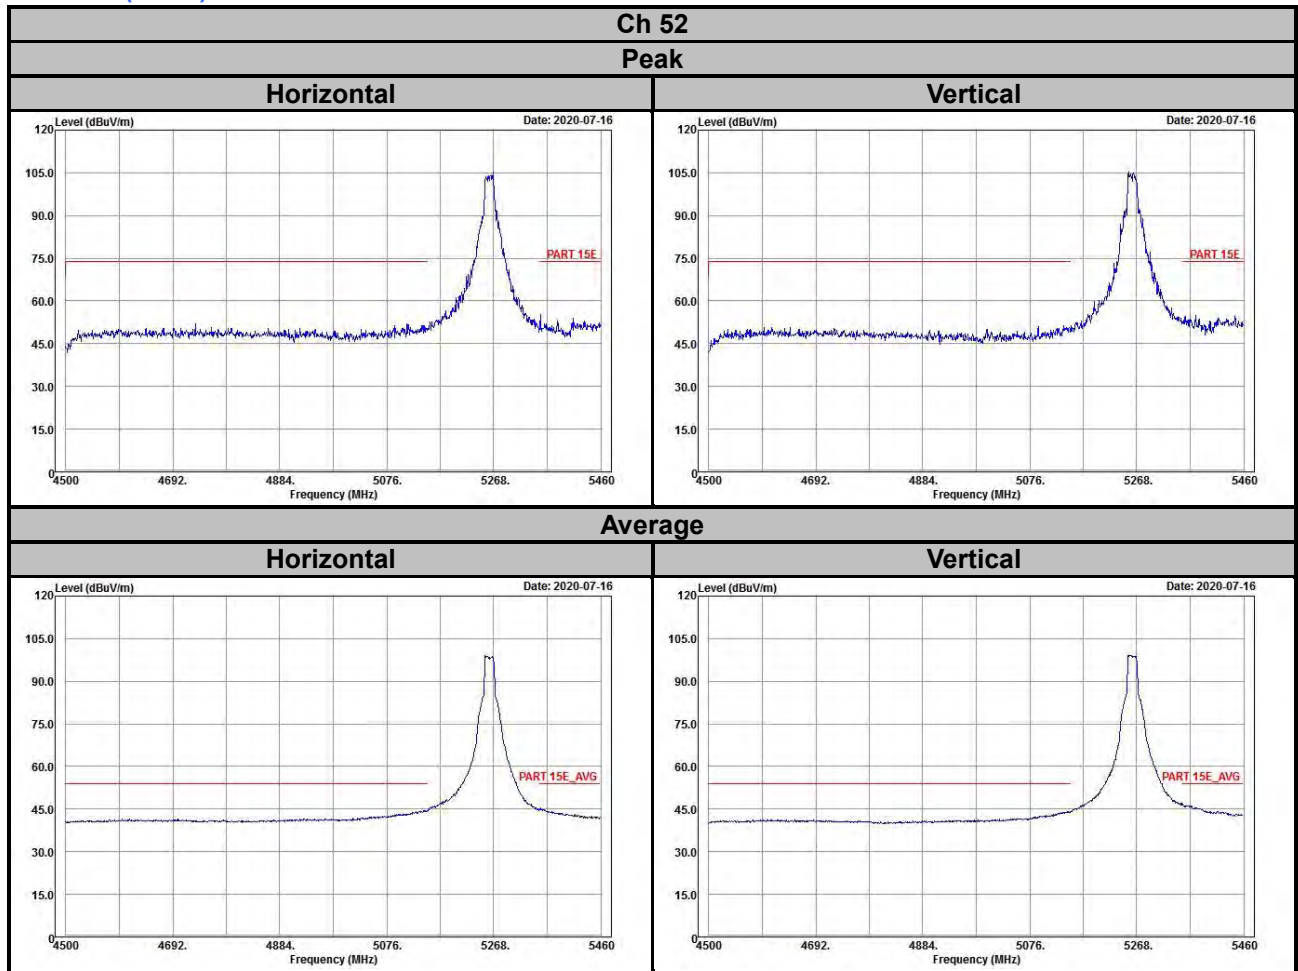 Ch 52
Peak
Horizontal Vertical
Level (dBuV/m) Date: 2020-07-16
120
105.0
90.0
75.0
60.0
45.0
30.0
15.0
0
PART 15E
4500 4692. 4884. 5076. 5268. 5460
Frequency (MHz)
Level (dBuV/m) Date: 2020-07-16
120
105.0
90.0
75.0
60.0
45.0
30.0
15.0
0
PART 15E
4500 4692. 4884. 5076. 5268. 5460
Frequency (MHz)
Average
Horizontal Vertical
Level (dBuV/m) Date: 2020-07-16
120
105.0
90.0
75.0
60.0
45.0
30.0
15.0
0
PART 15E_AVG
4500 4692. 4884. 5076. 5268. 5460
Frequency (MHz)
Level (dBuV/m) Date: 2020-07-16
120
105.0
90.0
75.0
60.0
45.0
30.0
15.0
0
PART 15E_AVG
4500 4692. 4884. 5076. 5268. 5460
Frequency (MHz)